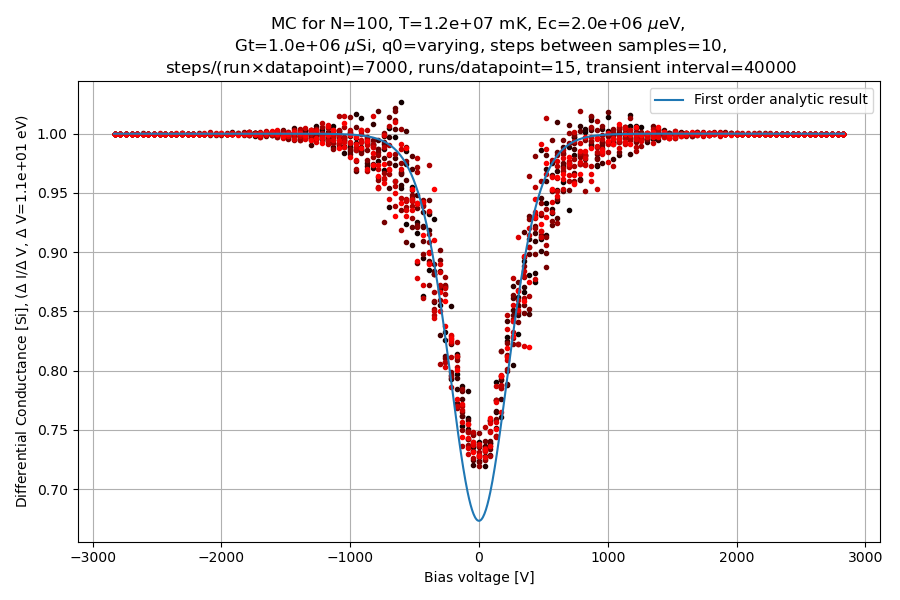 MC for N=100, T=1.2e+07 mK, Ec=2.0e+06 μeV,
Gt=1.0e+06 μSi, q0=varying, steps between samples=10,
steps/(run×datapoint)=7000, runs/datapoint=15, transient interval=40000
First order analytic result
Differential Conductance [Si], (Δ I/Δ V, Δ V=1.1e+01 eV)
1.00
0.95
0.90
0.85
0.80
0.75
0.70
−3000 −2000 −1000 0 1000 2000 3000
Bias voltage [V]